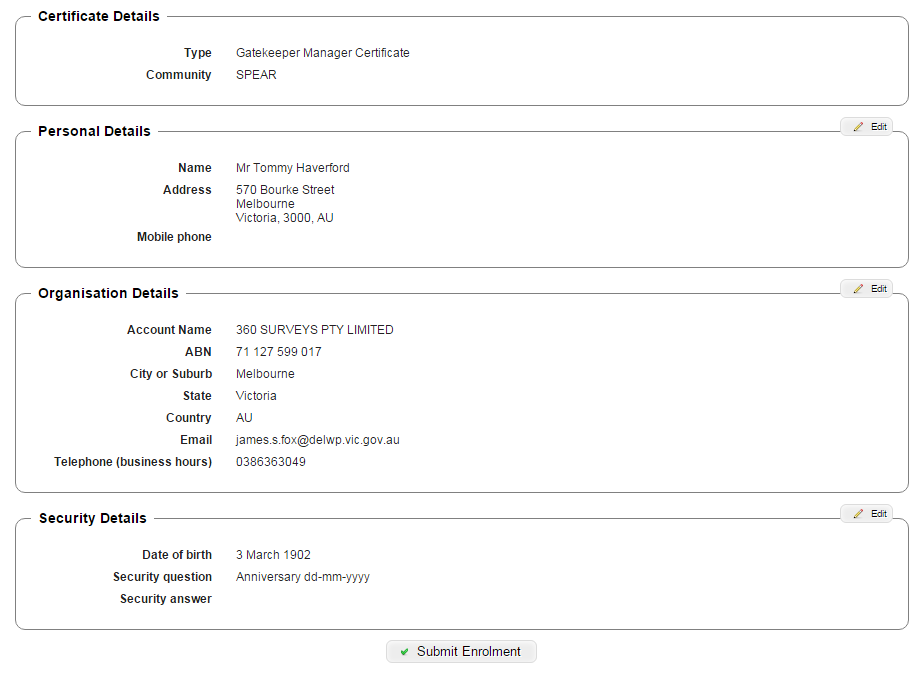 Certificate Details
Type Gatekeeper Manager Certificate
Community SPEAR
Personal Details
Edit
Name Mr Tommy Haverford
Address 570 Bourke Street
Melbourne
Victoria, 3000, AU
Mobile phone
Organisation Details
Edit
Account Name 360 SURVEYS PTY LIMITED
ABN 71 127 599 017
City or Suburb Melbourne
State Victoria
Country AU
Email james.s.fox@delwp.vic.gov.au
Telephone (business hours) 0386363049
Security Details
Edit
Date of birth 3 March 1902
Security question Anniversary dd-mm-yyyy
Security answer
Submit Enrolment